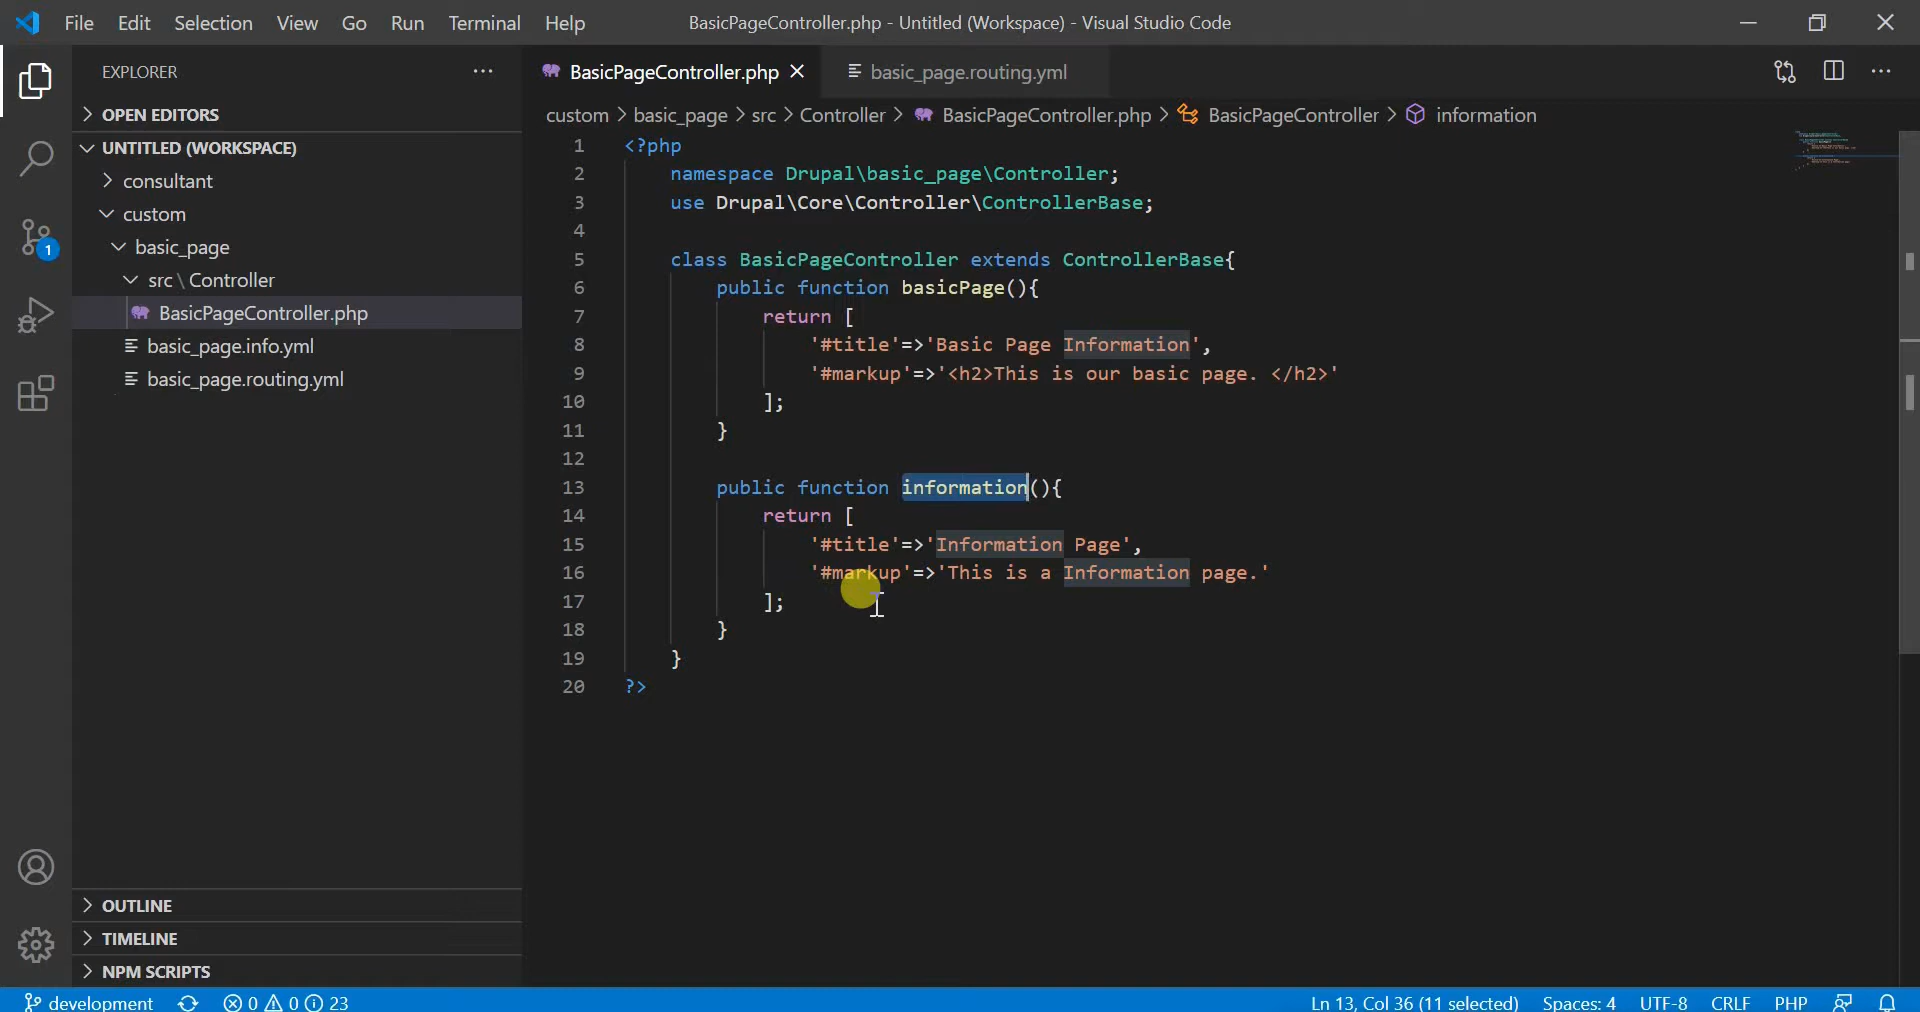 File Edit Selection View Go Run Terminal Help
BasicPageController.php - Untitled (Workspace) - Visual Studio Code
EXPLORER
OPEN EDITORS
UNTITLED (WORKSPACE)
consultant
custom
basic_page
src \ Controller
BasicPageController.php
basic_page.info.yml
basic_page.routing.yml
OUTLINE
TIMELINE
NPM SCRIPTS
1
BasicPageController.php
basic_page.routing.yml
custom > basic_page > src > Controller > BasicPageController.php > BasicPageController > information
1 <?php
2 namespace Drupal\basic_page\Controller;
3 use Drupal\Core\Controller\ControllerBase;
4
5 class BasicPageController extends ControllerBase{
6 public function basicPage(){
7 return [
8 '#title'=>'Basic Page Information',
9 '#markup'=>'<h2>This is our basic page. </h2>'
10 ];
11 }
12
13 public function information(){
14 return [
15 '#title'=>'Information Page',
16 '#markup'=>'This is a Information page.'
17 ];
18 }
19 }
20 ?>
development 0 0 23
Ln 13, Col 36 (11 selected) Spaces: 4 UTF-8 CRLF PHP